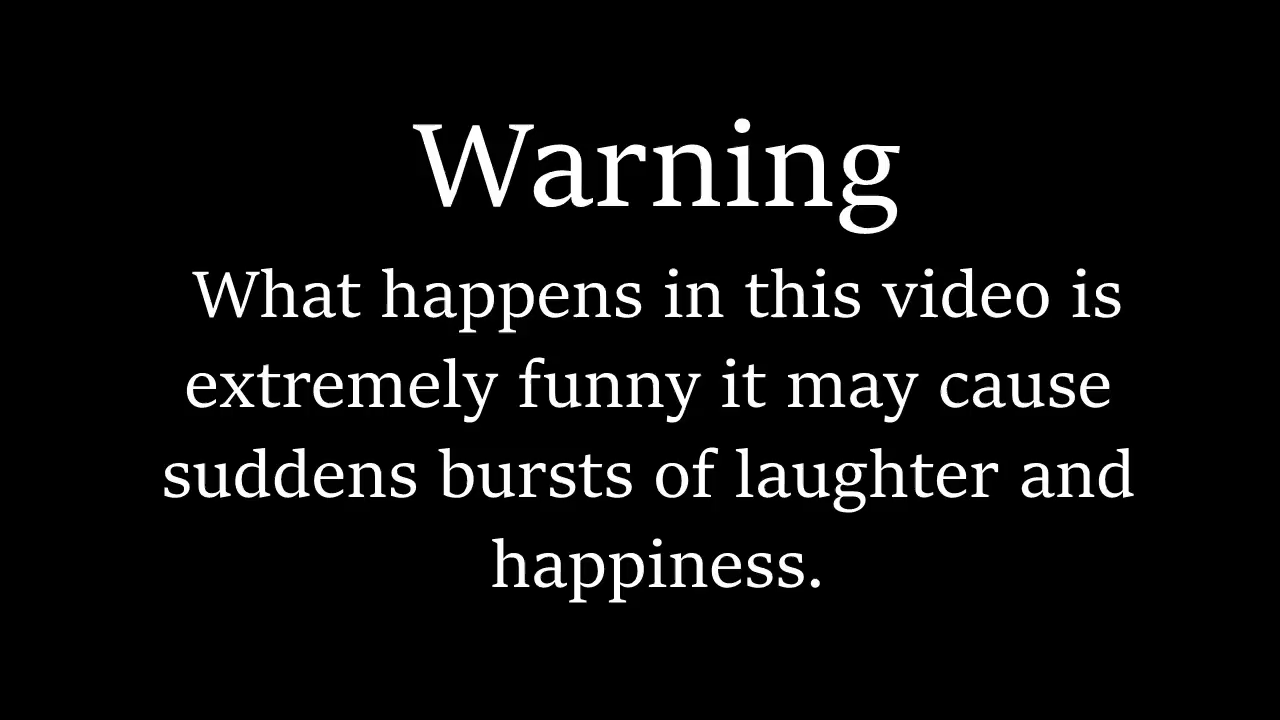 Warning
What happens in this video is
extremely funny it may cause
suddens bursts of laughter and
happiness.